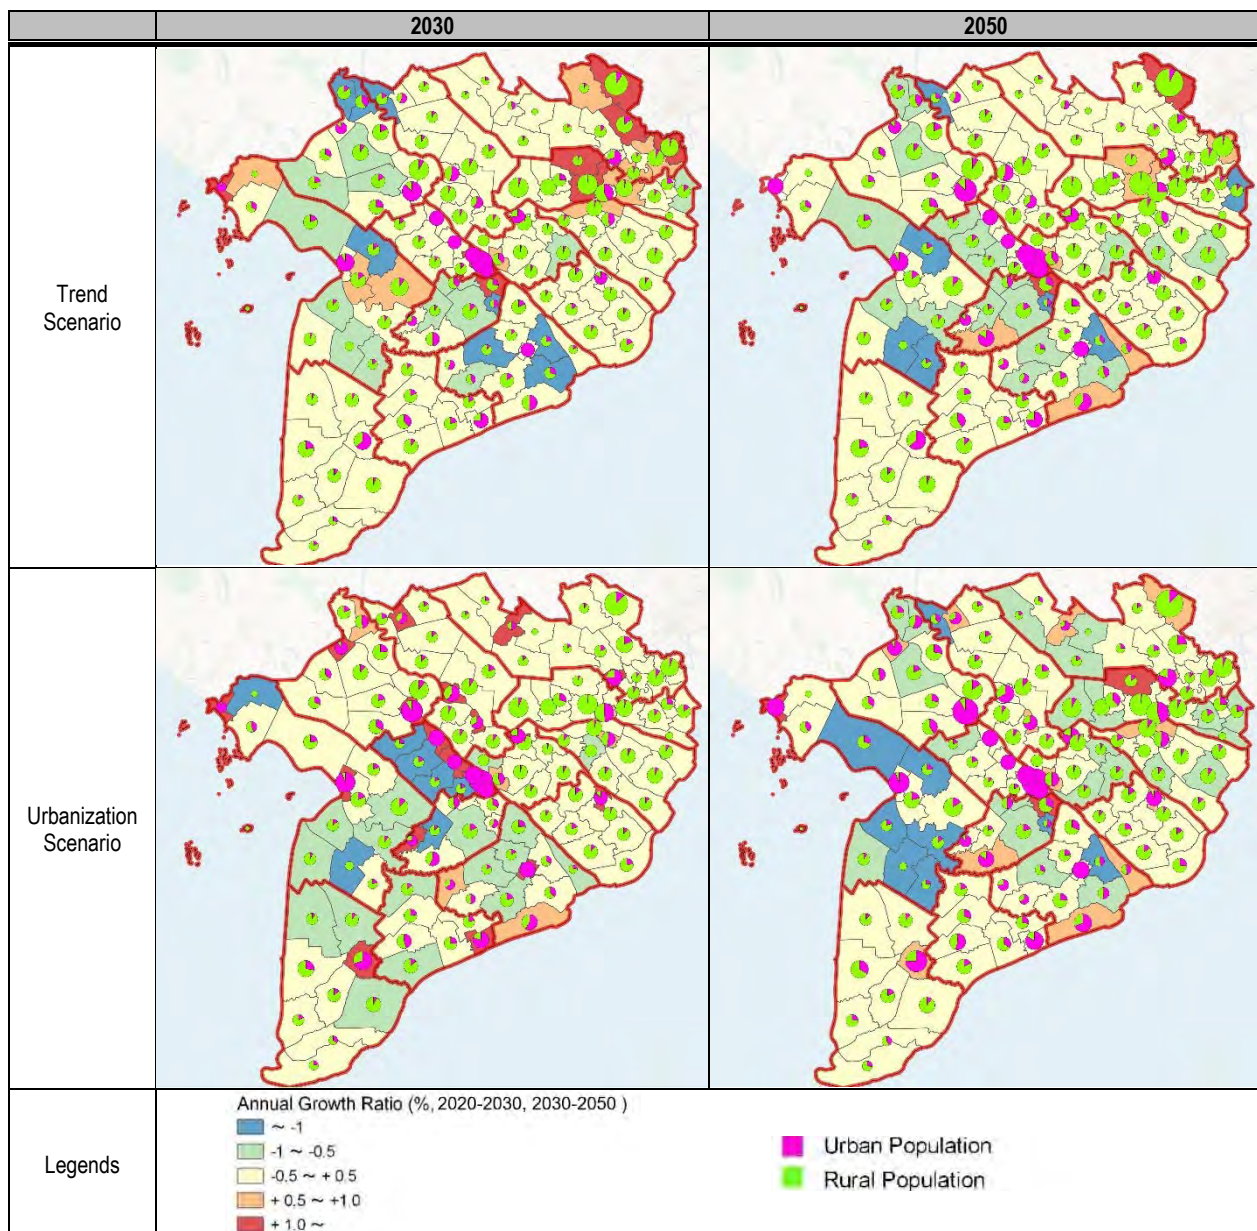 2030
2050
Trend
Scenario
Urbanization
Scenario
Legends
Annual Growth Ratio (%, 2020-2030, 2030-2050 )
～ -1
-1 ～ -0.5
-0.5 ～ + 0.5
+ 0.5 ～ +1.0
+ 1.0 ～
Urban Population
Rural Population